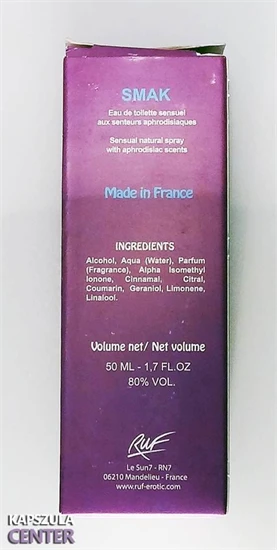 SMAK
Eau de toilette sensuel
aux senteurs aphrodisiaques
Sensual natural spray
with aphrodisiac scents
Made in France
INGREDIENTS
Alcohol, Aqua (Water), Parfum
(Fragrance), Alpha Isomethyl
Ionone, Cinnamal, Citral,
Coumarin, Geraniol, Limonene,
Linalool.
Volume net/ Net volume
50 ML - 1,7 FL.OZ
80% VOL.
RUF
Le Sun7 - RN7
06210 Mandelieu - France
www.ruf-erotic.com
KAPSZULA
CENTER